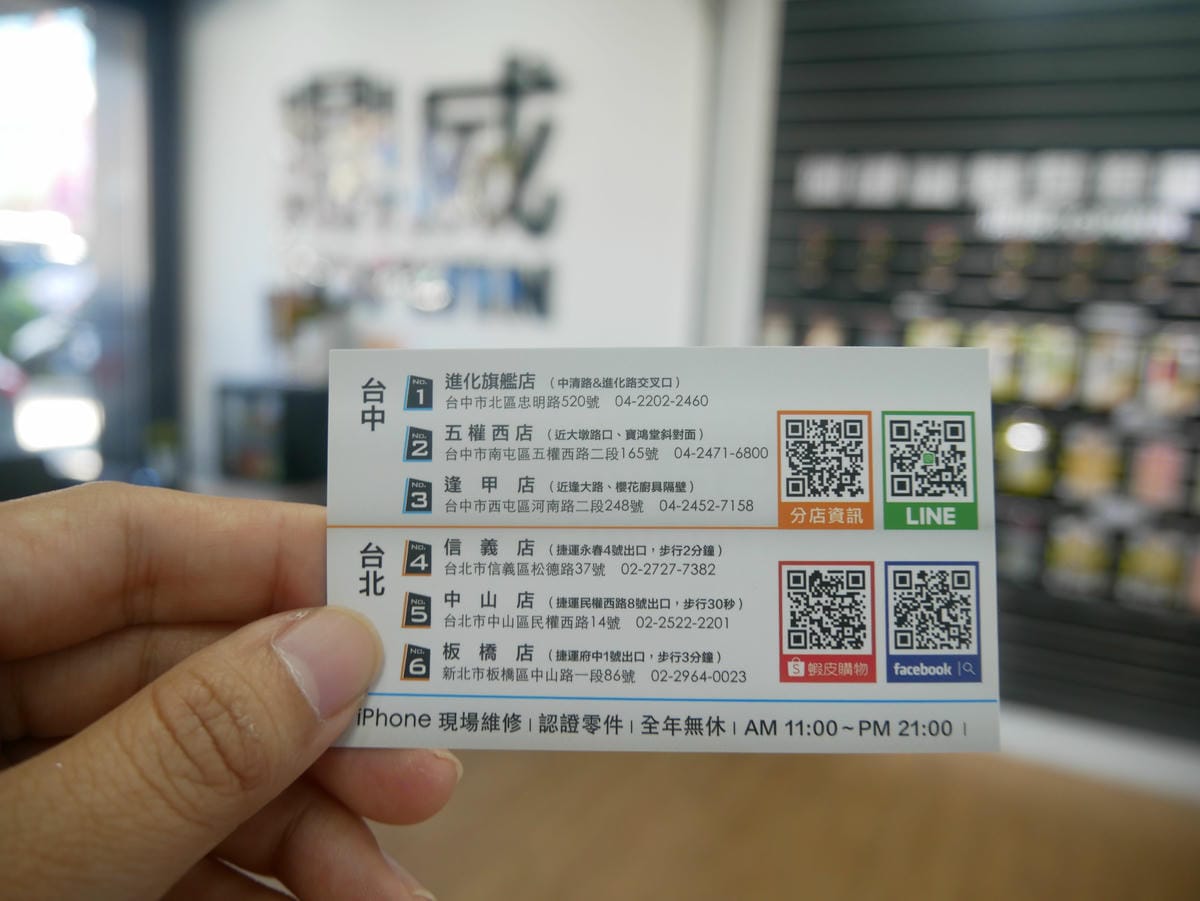 威
台中
No. 1 進化旗艦店 (中清路&進化路交叉口)
台中市北區忠明路520號 04-2202-2460
No. 2 五權西店 (近大墩路口、寶鴻堂斜對面)
台中市南屯區五權西路二段165號 04-2471-6800
No. 3 逢甲店 (近逢大路、櫻花廚具隔壁)
台中市西屯區河南路二段248號 04-2452-7158
分店資訊
LINE
台北
No. 4 信義店 (捷運永春4號出口，步行2分鐘)
台北市信義區松德路37號 02-2727-7382
No. 5 中山店 (捷運民權西路8號出口，步行30秒)
台北市中山區民權西路14號 02-2522-2201
No. 6 板橋店 (捷運府中1號出口，步行3分鐘)
新北市板橋區中山路一段86號 02-2964-0023
S 蝦皮購物
facebook
iPhone 現場維修 | 認證零件 | 全年無休 | AM 11:00~PM 21:00 |